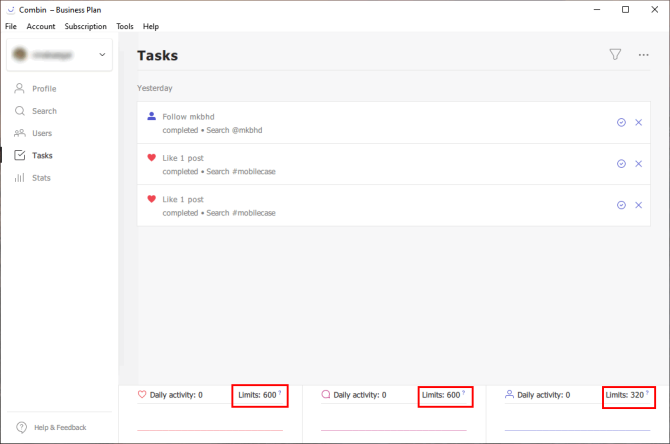 Combin – Business Plan
File Account Subscription Tools Help
Profile
Search
Users
Tasks
Stats
Help & Feedback
Tasks
Yesterday
Follow mkbhd
completed • Search @mkbhd
Like 1 post
completed • Search #mobilecase
Like 1 post
completed • Search #mobilecase
Daily activity: 0 Limits: 600 ?
Daily activity: 0 Limits: 600 ?
Daily activity: 0 Limits: 320 ?